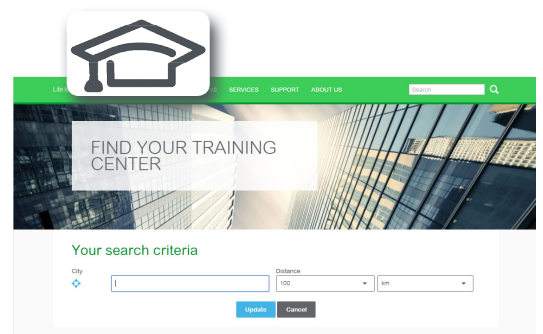 Life Is
SERVICES SUPPORT ABOUT US Search
FIND YOUR TRAINING
CENTER
Your search criteria
City Distance
100 km
Update Cancel